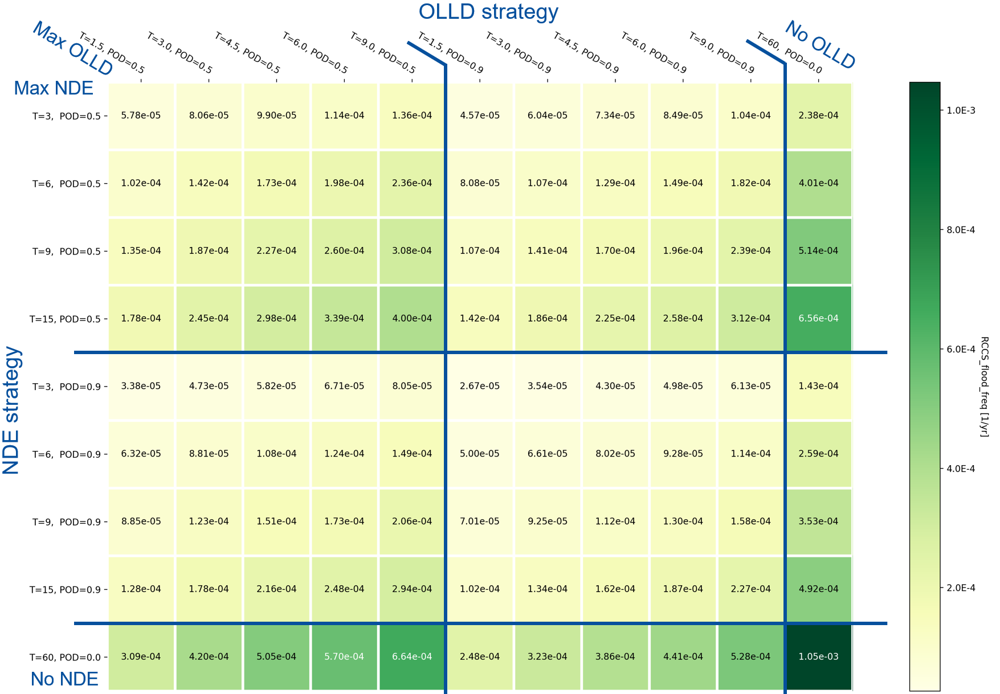 OLLD strategy
Max OLLD
No OLLD
T=1.5, POD=0.5
T=3.0, POD=0.5
T=4.5, POD=0.5
T=6.0, POD=0.5
T=9.0, POD=0.5
T=1.5, POD=0.9
T=3.0, POD=0.9
T=4.5, POD=0.9
T=6.0, POD=0.9
T=9.0, POD=0.9
T=60, POD=0.0
Max NDE
T=3, POD=0.5 5.78e-05 8.06e-05 9.90e-05 1.14e-04 1.36e-04 4.57e-05 6.04e-05 7.34e-05 8.49e-05 1.04e-04 2.38e-04
T=6, POD=0.5 1.02e-04 1.42e-04 1.73e-04 1.98e-04 2.36e-04 8.08e-05 1.07e-04 1.29e-04 1.49e-04 1.82e-04 4.01e-04
T=9, POD=0.5 1.35e-04 1.87e-04 2.27e-04 2.60e-04 3.08e-04 1.07e-04 1.41e-04 1.70e-04 1.96e-04 2.39e-04 5.14e-04
T=15, POD=0.5 1.78e-04 2.45e-04 2.98e-04 3.39e-04 4.00e-04 1.42e-04 1.86e-04 2.25e-04 2.58e-04 3.12e-04 6.56e-04
T=3, POD=0.9 3.38e-05 4.73e-05 5.82e-05 6.71e-05 8.05e-05 2.67e-05 3.54e-05 4.30e-05 4.98e-05 6.13e-05 1.43e-04
T=6, POD=0.9 6.32e-05 8.81e-05 1.08e-04 1.24e-04 1.49e-04 5.00e-05 6.61e-05 8.02e-05 9.28e-05 1.14e-04 2.59e-04
T=9, POD=0.9 8.85e-05 1.23e-04 1.51e-04 1.73e-04 2.06e-04 7.01e-05 9.25e-05 1.12e-04 1.30e-04 1.58e-04 3.53e-04
T=15, POD=0.9 1.28e-04 1.78e-04 2.16e-04 2.48e-04 2.94e-04 1.02e-04 1.34e-04 1.62e-04 1.87e-04 2.27e-04 4.92e-04
T=60, POD=0.0 3.09e-04 4.20e-04 5.05e-04 5.70e-04 6.64e-04 2.48e-04 3.23e-04 3.86e-04 4.41e-04 5.28e-04 1.05e-03
No NDE
NDE strategy
1.0E-3
8.0E-4
6.0E-4
4.0E-4
2.0E-4
RCCS_flood_freq [1/yr]